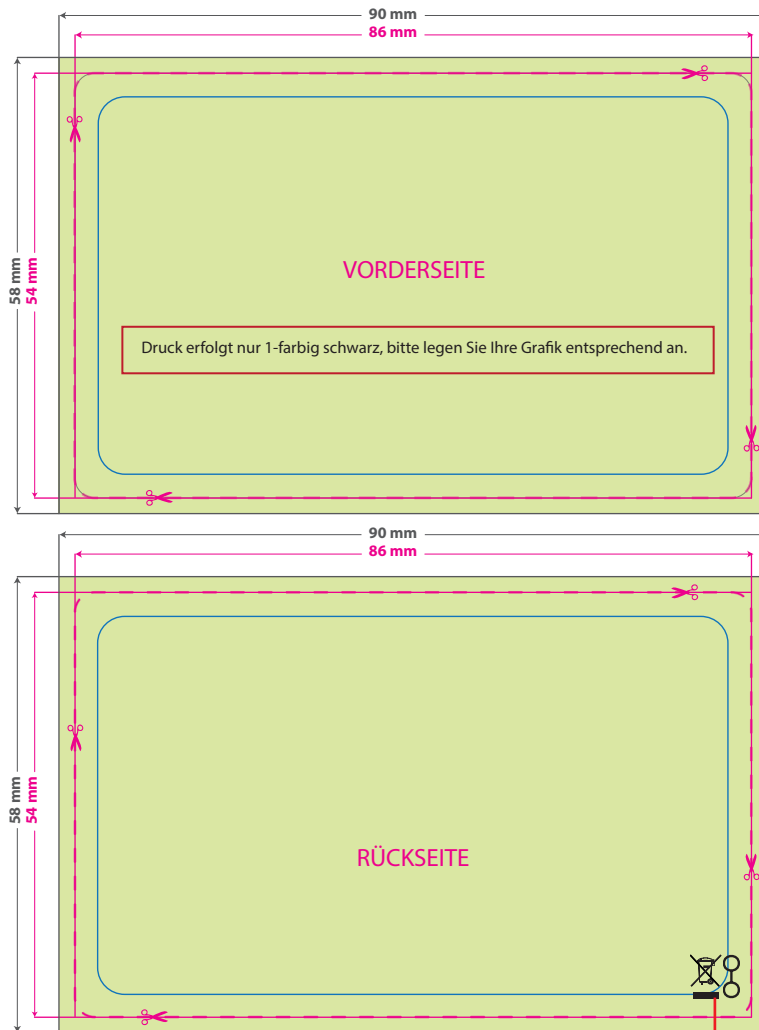 90 mm
86 mm
58 mm
54 mm
VORDERSEITE
Druck erfolgt nur 1-farbig schwarz, bitte legen Sie Ihre Grafik entsprechend an.
90 mm
86 mm
58 mm
54 mm
RÜCKSEITE